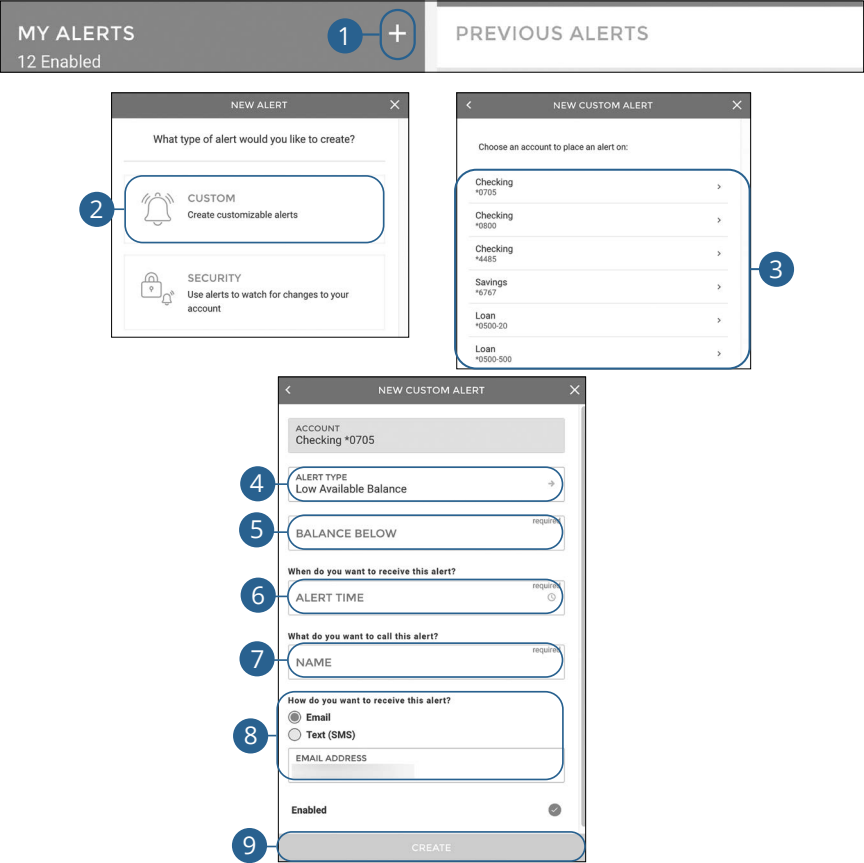 MY ALERTS
12 Enabled
1
+
PREVIOUS ALERTS
NEW ALERT
What type of alert would you like to create?
2
CUSTOM
Create customizable alerts
SECURITY
Use alerts to watch for changes to your
account
NEW CUSTOM ALERT
Choose an account to place an alert on:
Checking
*0705
Checking
*0800
Checking
*4485
Savings
*6767
Loan
*0500-20
Loan
*0500-500
3
NEW CUSTOM ALERT
ACCOUNT
Checking *0705
4
ALERT TYPE
Low Available Balance
5
required
BALANCE BELOW
When do you want to receive this alert?
6
required
ALERT TIME
What do you want to call this alert?
7
required
NAME
How do you want to receive this alert?
8
Email
Text (SMS)
EMAIL ADDRESS
Enabled
9
CREATE